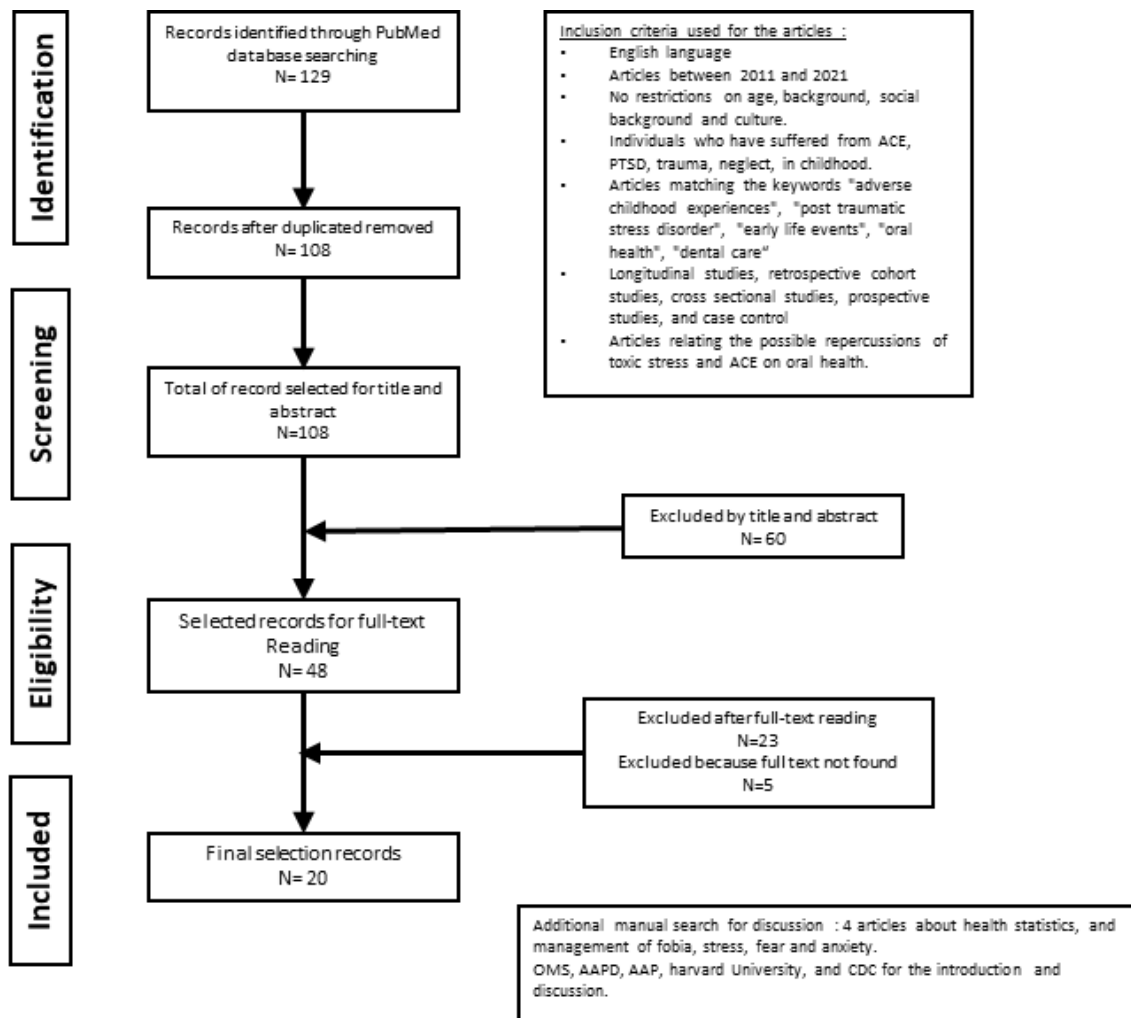 Identification
Records identified through PubMed
database searching
N= 129
Records after duplicated removed
N= 108
Inclusion criteria used for the articles :
▪ English language
▪ Articles between 2011 and 2021
▪ No restrictions on age, background, social
background and culture.
▪ Individuals who have suffered from ACE,
PTSD, trauma, neglect, in childhood.
▪ Articles matching the keywords "adverse
childhood experiences", "post traumatic
stress disorder", "early life events", "oral
health", "dental care"
▪ Longitudinal studies, retrospective cohort
studies, cross sectional studies, prospective
studies, and case control
▪ Articles relating the possible repercussions of
toxic stress and ACE on oral health.
Screening
Total of record selected for title and
abstract
N=108
Excluded by title and abstract
N= 60
Eligibility
Selected records for full-text
Reading
N= 48
Excluded after full-text reading
N=23
Excluded because full text not found
N=5
Included
Final selection records
N= 20
Additional manual search for discussion : 4 articles about health statistics, and
management of fobia, stress, fear and anxiety.
OMS, AAPD, AAP, harvard University, and CDC for the introduction and
discussion.